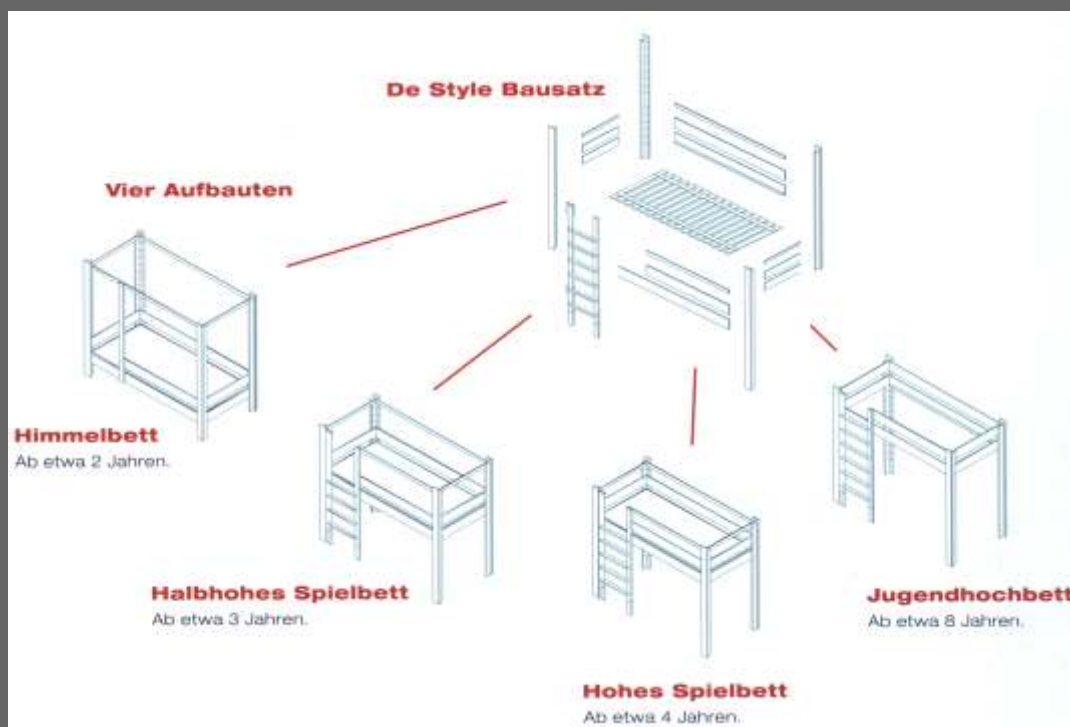 De Style Bausatz
Vier Aufbauten
Himmelbett
Ab etwa 2 Jahren.
Halbhohes Spielbett
Ab etwa 3 Jahren.
Hohes Spielbett
Ab etwa 4 Jahren.
Jugendhochbett
Ab etwa 8 Jahren.